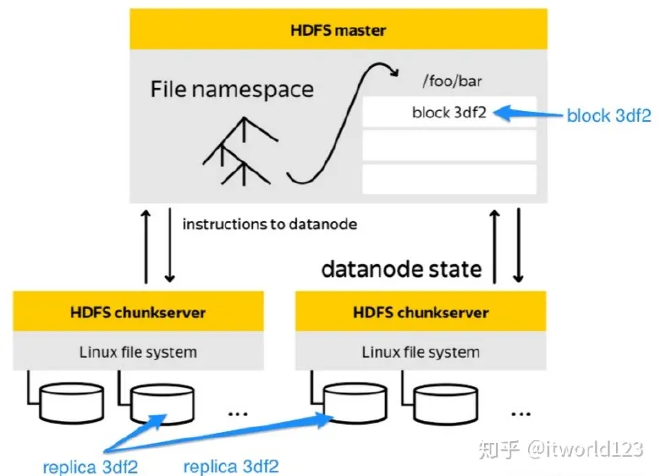 HDFS master
File namespace
/foo/bar
block 3df2
block 3df2
instructions to datanode
datanode state
HDFS chunkserver
HDFS chunkserver
Linux file system
Linux file system
...
...
replica 3df2
replica 3df2
知乎 @itworld123